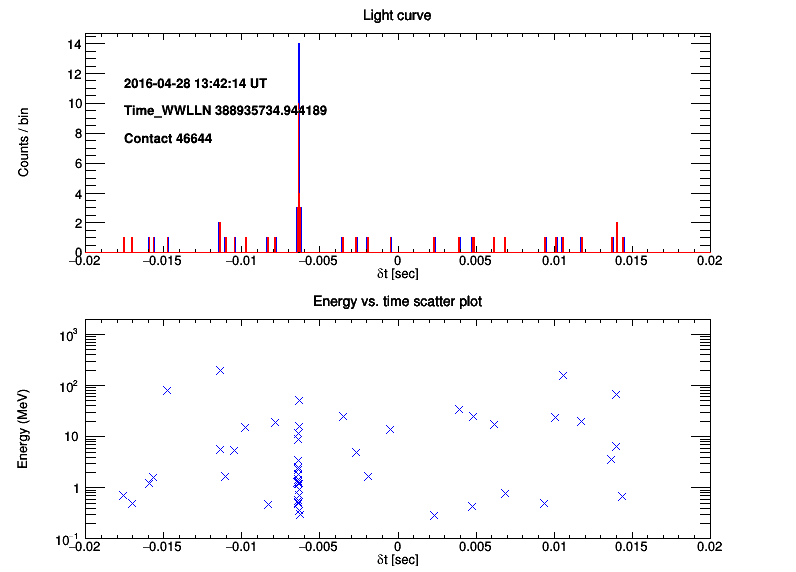 Light curve
Counts / bin
14
12
10
8
6
4
2
0
2016-04-28 13:42:14 UT
Time_WWLLN 388935734.944189
Contact 46644
−0.02 −0.015 −0.01 −0.005 0 0.005 0.01 0.015 0.02
δt [sec]
Energy vs. time scatter plot
Energy (MeV)
10³
10²
10
1
10⁻¹
−0.02 −0.015 −0.01 −0.005 0 0.005 0.01 0.015 0.02
δt [sec]